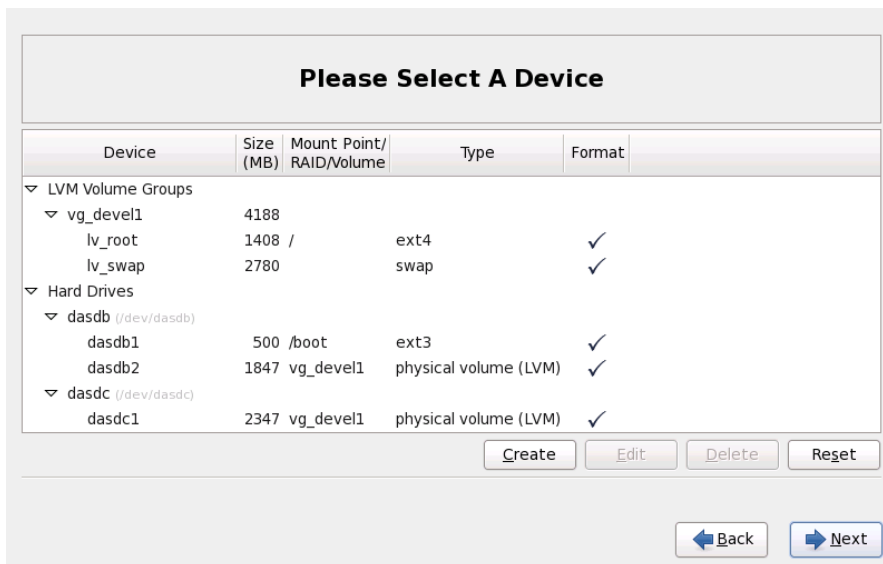 Please Select A Device
Device Size (MB) Mount Point/ RAID/Volume Type Format
LVM Volume Groups
vg_devel1 4188
lv_root 1408 / ext4
lv_swap 2780 swap
Hard Drives
dasdb (/dev/dasdb)
dasdb1 500 /boot ext3
dasdb2 1847 vg_devel1 physical volume (LVM)
dasdc (/dev/dasdc)
dasdc1 2347 vg_devel1 physical volume (LVM)
Create Edit Delete Reset
Back Next